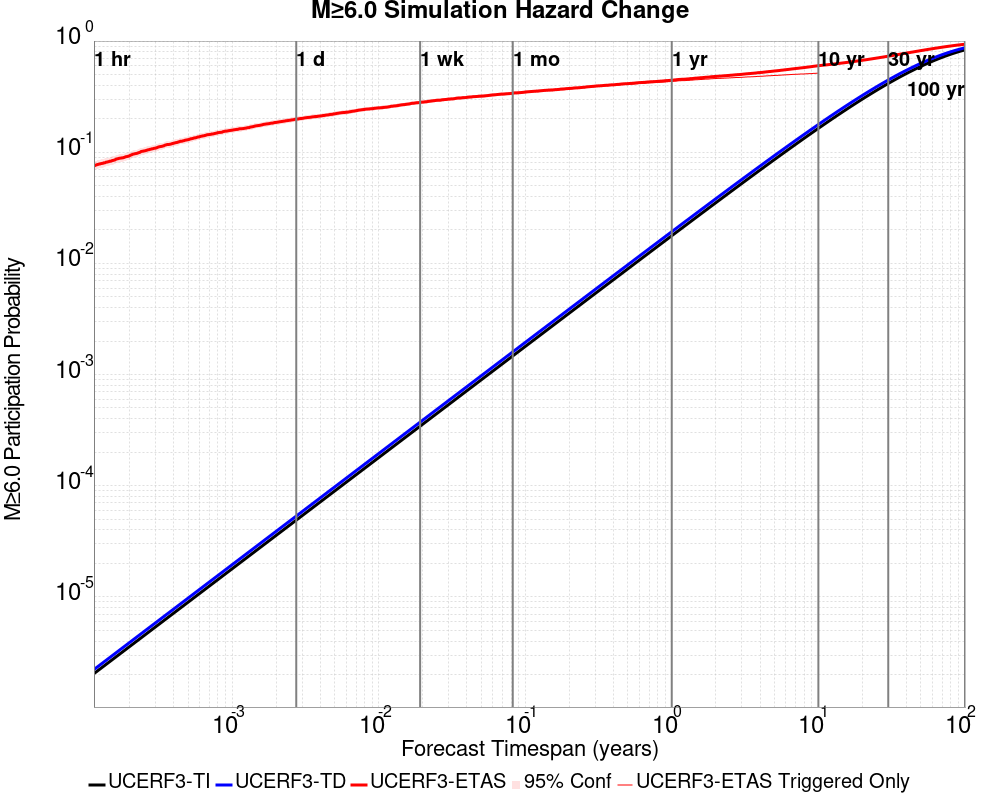 M≥6.0 Simulation Hazard Change
10^0
10^-1
10^-2
10^-3
10^-4
10^-5
M≥6.0 Participation Probability
1 hr
1 d
1 wk
1 mo
1 yr
10 yr
30 yr
100 yr
10^-3
10^-2
10^-1
10^0
10^1
10^2
Forecast Timespan (years)
UCERF3-TI UCERF3-TD UCERF3-ETAS 95% Conf UCERF3-ETAS Triggered Only